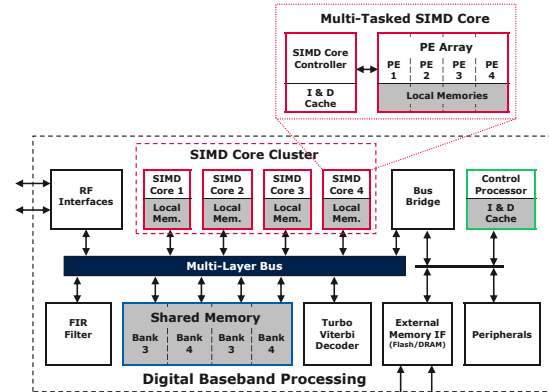 Multi-Tasked SIMD Core
SIMD Core
Controller
I & D
Cache
PE Array
PE PE PE PE
1 2 3 4
Local Memories
SIMD Core Cluster
RF
Interfaces
SIMD
Core 1
Local
Mem.
SIMD
Core 2
Local
Mem.
SIMD
Core 3
Local
Mem.
SIMD
Core 4
Local
Mem.
Bus
Bridge
Control
Processor
I & D
Cache
Multi-Layer Bus
FIR
Filter
Shared Memory
Bank Bank Bank Bank
3 4 3 4
Turbo
Viterbi
Decoder
External
Memory IF
(Flash/DRAM)
Peripherals
Digital Baseband Processing